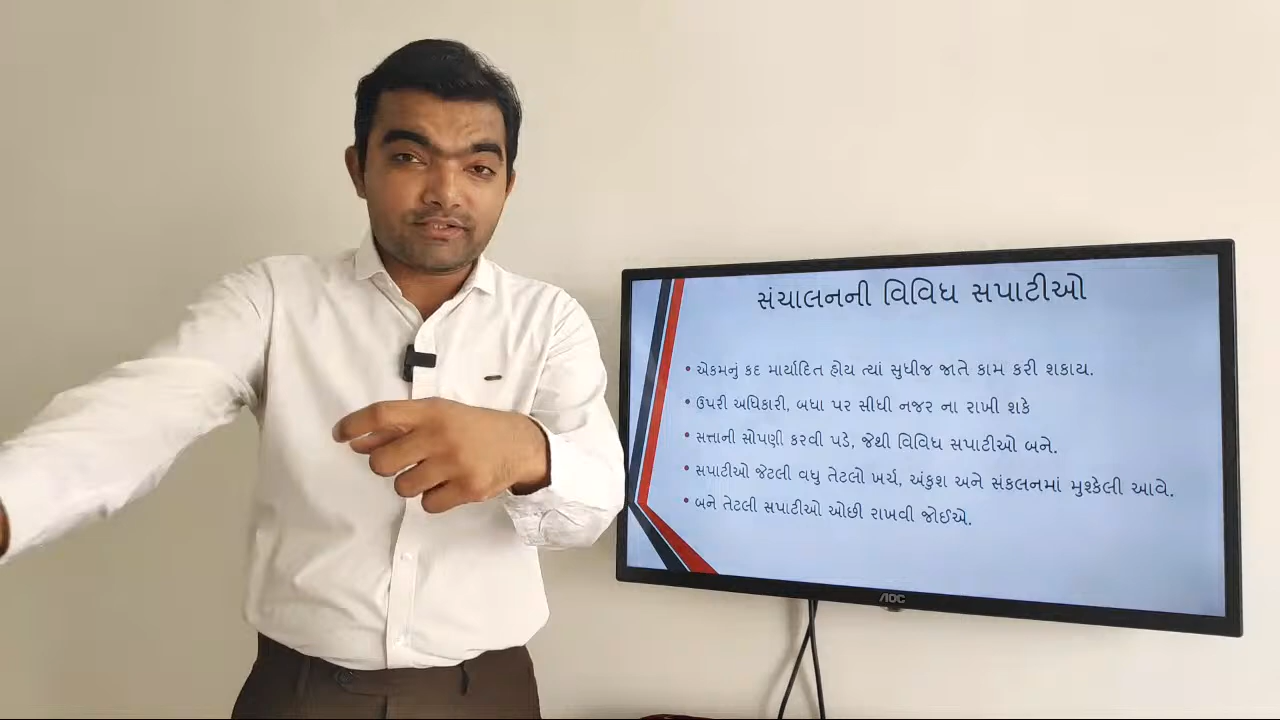 સંચાલનની વિવિધ સપાટીઓ
• એકમનું કદ માર્યાદિત હોય ત્યાં સુધીજ જાતે કામ કરી શકાય.
• ઉપરી અધિકારી, બધા પર સીધી નજર ના રાખી શકે
• સત્તાની સોપણી કરવી પડે, જેથી વિવિધ સપાટીઓ બને.
• સપાટીઓ જેટલી વધુ તેટલો ખર્ચ, અંકુશ અને સંકલનમાં મુશ્કેલી આવે.
• બને તેટલી સપાટીઓ ઓછી રાખવી જોઈએ.
AOC